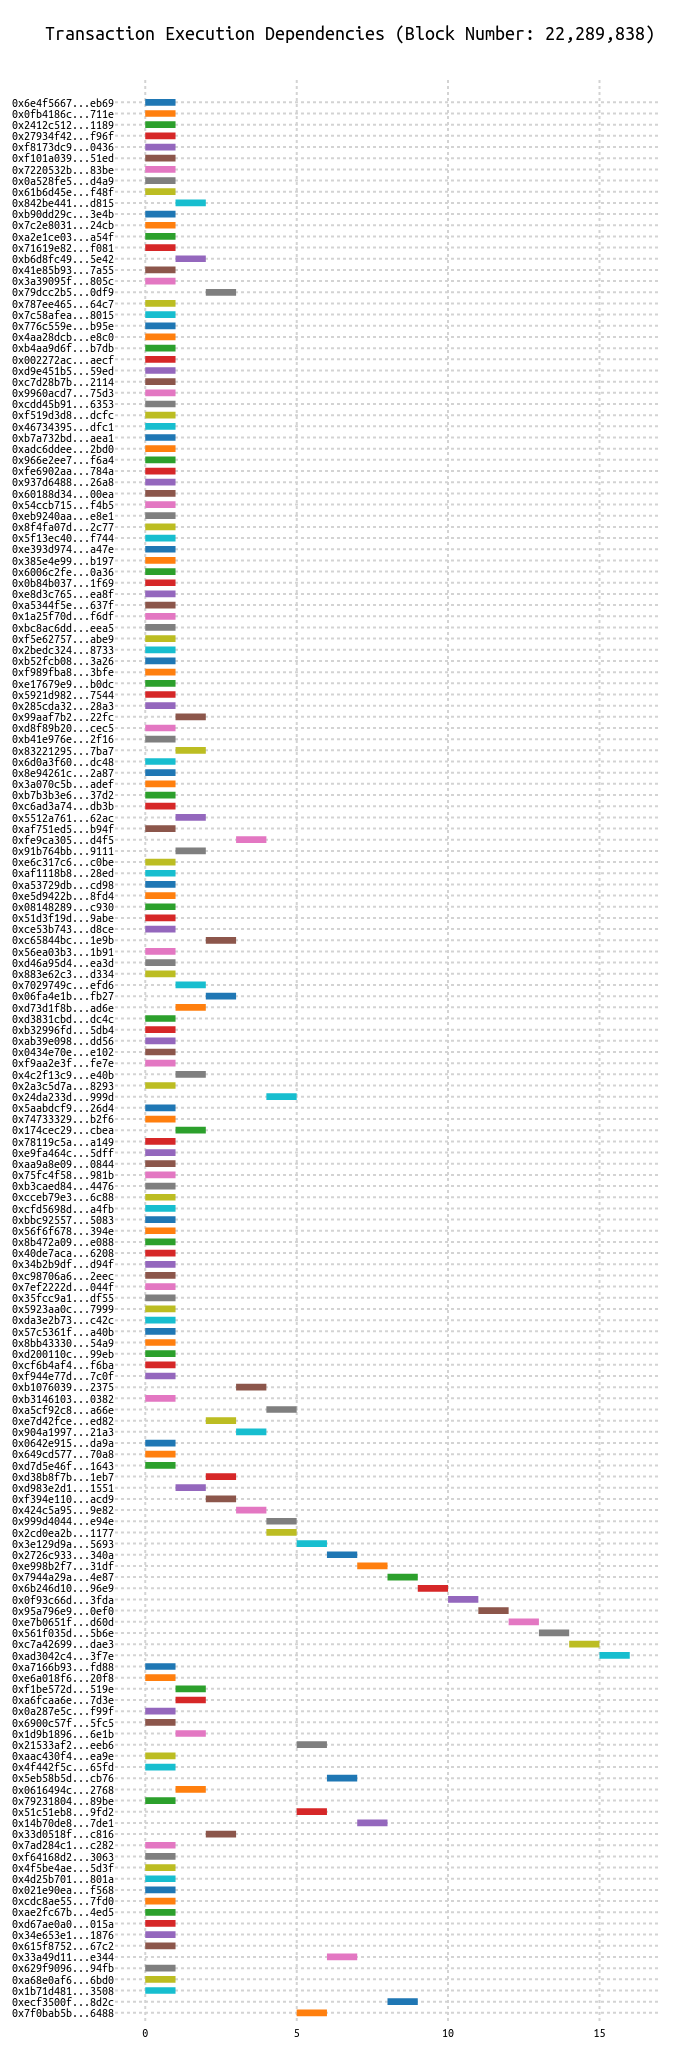 Transaction Execution Dependencies (Block Number: 22,289,838)
0x6e4f5667...eb69
0x0fb4186c...711e
0x2412c512...1189
0x27934f42...f96f
0xf8173dc9...0436
0xf101a039...51ed
0x7220532b...83be
0x0a528fe5...d4a9
0x61b6d45e...f48f
0x842be441...d815
0xb90dd29c...3e4b
0x7c2e8031...24cb
0xa2e1ce03...a54f
0x71619e82...f081
0xb6d8fc49...5e42
0x41e85b93...7a55
0x3a39095f...805c
0x79dcc2b5...0df9
0x787ee465...64c7
0x7c58afea...8015
0x776c559e...b95e
0x4aa28dcb...e8c0
0xb4aa9d6f...b7db
0x002272ac...aecf
0xd9e451b5...59ed
0xc7d28b7b...2114
0x9960acd7...75d3
0xcdd45b91...6353
0xf519d3d8...dcfc
0x46734395...dfc1
0xb7a732bd...aea1
0xadc6ddee...2bd0
0x966e2ee7...f6a4
0xfe6902aa...784a
0x937d6488...26a8
0x60188d34...00ea
0x54ccb715...f4b5
0xeb9240aa...e8e1
0x8f4fa07d...2c77
0x5f13ec40...f744
0xe393d974...a47e
0x385e4e99...b197
0x6006c2fe...0a36
0x0b84b037...1f69
0xe8d3c765...ea8f
0xa5344f5e...637f
0x1a25f70d...f6df
0xbc8ac6dd...eea5
0xf5e62757...abe9
0x2bedc324...8733
0xb52fcb08...3a26
0xf989fba8...3bfe
0xe17679e9...b0dc
0x5921d982...7544
0x285cda32...28a3
0x99aaf7b2...22fc
0xd8f89b20...cec5
0xb41e976e...2f16
0x83221295...7ba7
0x6d0a3f60...dc48
0x8e94261c...2a87
0x3a070c5b...adef
0xb7b3b3e6...37d2
0xc6ad3a74...db3b
0x5512a761...62ac
0xaf751ed5...b94f
0xfe9ca305...d4f5
0x91b764bb...9111
0xe6c317c6...c0be
0xaf1118b8...28ed
0xa53729db...cd98
0xe5d9422b...8fd4
0x08148289...c930
0x51d3f19d...9abe
0xce53b743...d8ce
0xc65844bc...1e9b
0x56ea03b3...1b91
0xd46a95d4...ea3d
0x883e62c3...d334
0x7029749c...efd6
0x06fa4e1b...fb27
0xd73d1f8b...ad6e
0xd3831cbd...dc4c
0xb32996fd...5db4
0xab39e098...dd56
0x0434e70e...e102
0xf9aa2e3f...fe7e
0x4c2f13c9...e40b
0x2a3c5d7a...8293
0x24da233d...999d
0x5aabdcf9...26d4
0x74733329...b2f6
0x174cec29...cbea
0x78119c5a...a149
0xe9fa464c...5dff
0xaa9a8e09...0844
0x75fc4f58...981b
0xb3caed84...4476
0xcceb79e3...6c88
0xcfd5698d...a4fb
0xbbc92557...5083
0x56f6f678...394e
0x8b472a09...e088
0x40de7aca...6208
0x34b2b9df...d94f
0xc98706a6...2eec
0x7ef2222d...044f
0x35fcc9a1...df55
0x5923aa0c...7999
0xda3e2b73...c42c
0x57c5361f...a40b
0x8bb43330...54a9
0xd200110c...99eb
0xcf6b4af4...f6ba
0xf944e77d...7c0f
0xb1076039...2375
0xb3146103...0382
0xa5cf92c8...a66e
0xe7d42fce...ed82
0x904a1997...21a3
0x0642e915...da9a
0x649cd577...70a8
0xd7d5e46f...1643
0xd38b8f7b...1eb7
0xd983e2d1...1551
0xf394e110...acd9
0x424c5a95...9e82
0x999d4044...e94e
0x2cd0ea2b...1177
0x3e129d9a...5693
0x2726c933...340a
0xe998b2f7...31df
0x7944a29a...4e87
0x6b246d10...96e9
0x0f93c66d...3fda
0x95a796e9...0ef0
0xe7b0651f...d60d
0x561f035d...5b6e
0xc7a42699...dae3
0xad3042c4...3f7e
0xa7166b93...fd88
0xe6a018f6...20f8
0xf1be572d...519e
0xa6fcaa6e...7d3e
0x0a287e5c...f99f
0x6900c57f...5fc5
0x1d9b1896...6e1b
0x21533af2...eeb6
0xaac430f4...ea9e
0x4f442f5c...65fd
0x5eb58b5d...cb76
0x0616494c...2768
0x79231804...89be
0x51c51eb8...9fd2
0x14b70de8...7de1
0x33d0518f...c816
0x7ad284c1...c282
0xf64168d2...3063
0x4f5be4ae...5d3f
0x4d25b701...801a
0x021e90ea...f568
0xcdc8ae55...7fd0
0xae2fc67b...4ed5
0xd67ae0a0...015a
0x34e653e1...1876
0x615f8752...67c2
0x33a49d11...e344
0x629f9096...94fb
0xa68e0af6...6bd0
0x1b71d481...3508
0xecf3500f...8d2c
0x7f0bab5b...6488
0 5 10 15